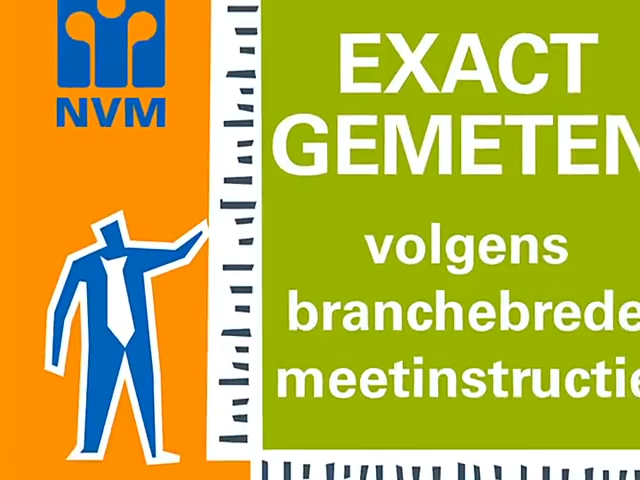 NVM
EXACT
GEMETEN
volgens
branchebrede
meetinstructie